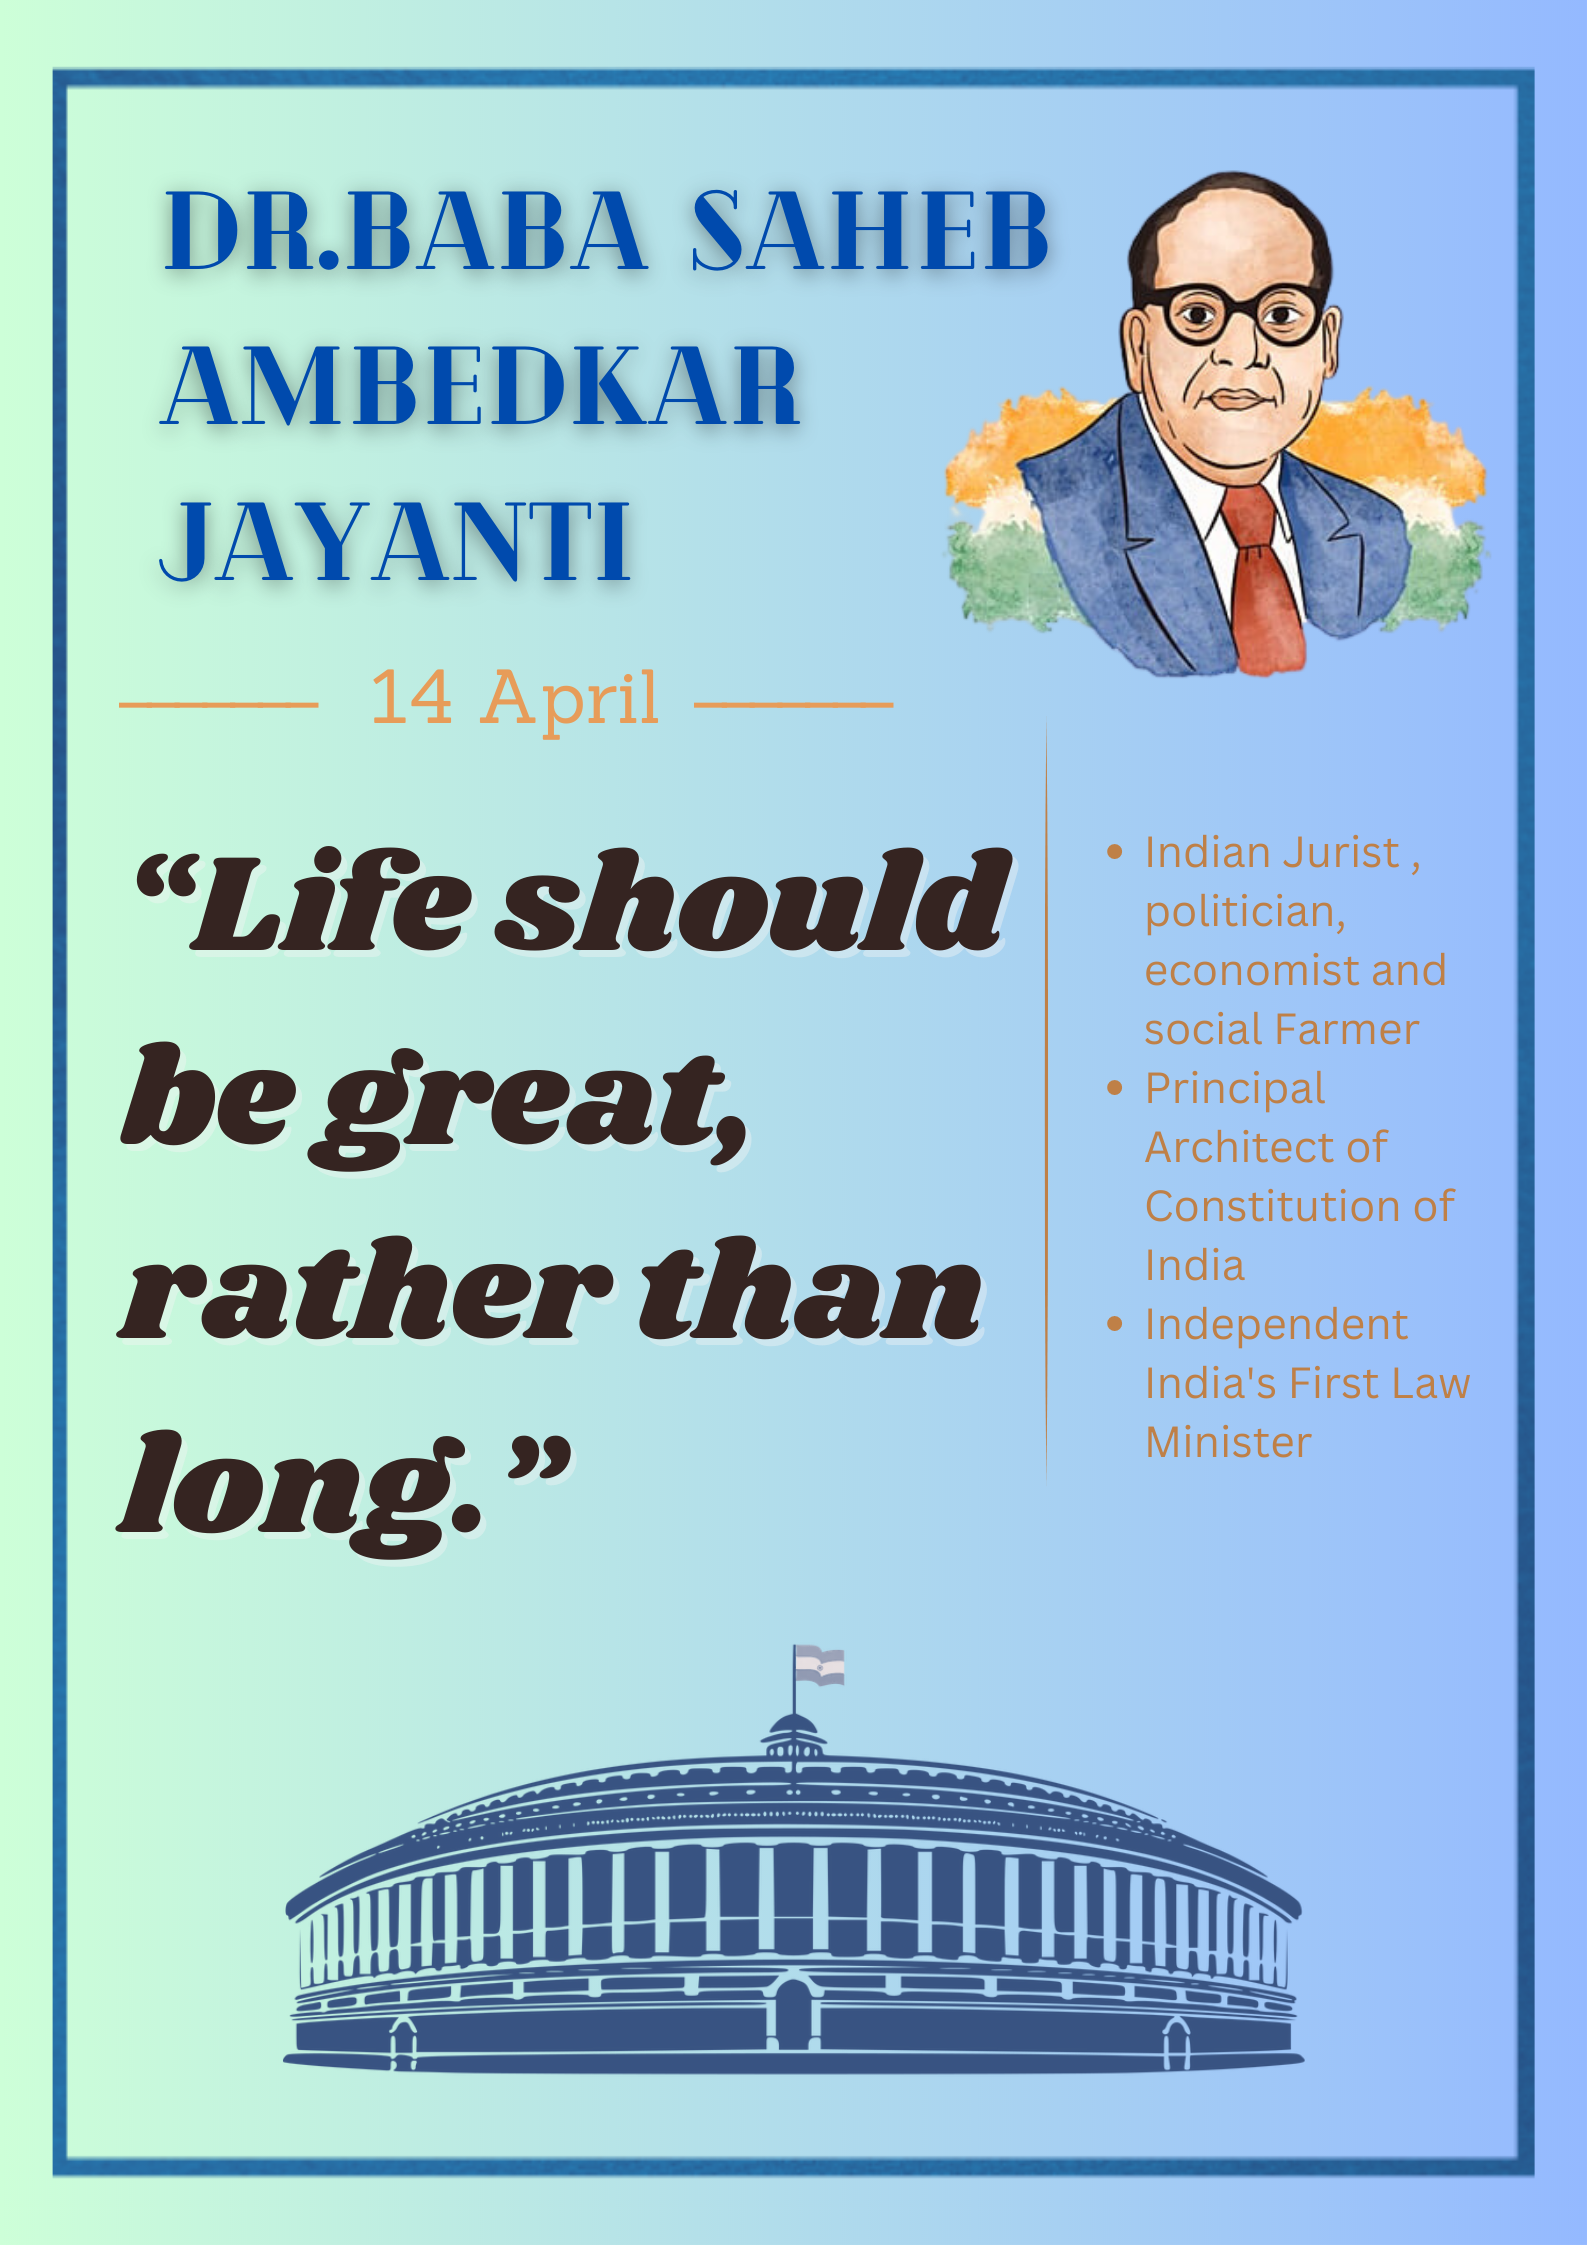 DR.BABA SAHEB
AMBEDKAR
JAYANTI
14 April
“Life should
be great,
rather than
long.”
• Indian Jurist ,
politician,
economist and
social Farmer
• Principal
Architect of
Constitution of
India
• Independent
India's First Law
Minister